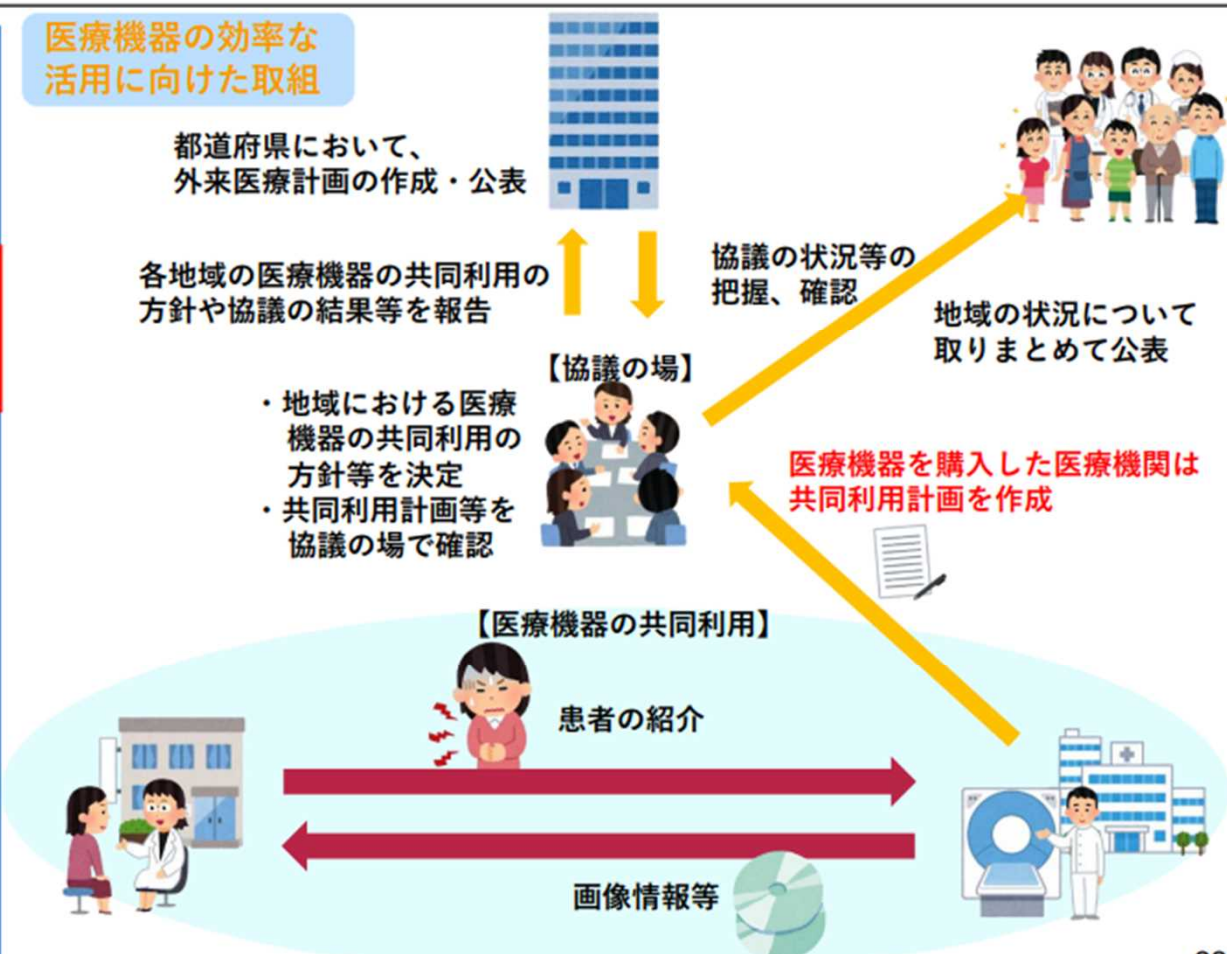 医療機器の効率な
活用に向けた取組
都道府県において、
外来医療計画の作成・公表
各地域の医療機器の共同利用の
方針や協議の結果等を報告
協議の状況等の
把握、確認
地域の状況について
取りまとめて公表
【協議の場】
・地域における医療
機器の共同利用の
方針等を決定
・共同利用計画等を
協議の場で確認
医療機器を購入した医療機関は
共同利用計画を作成
【医療機器の共同利用】
患者の紹介
画像情報等